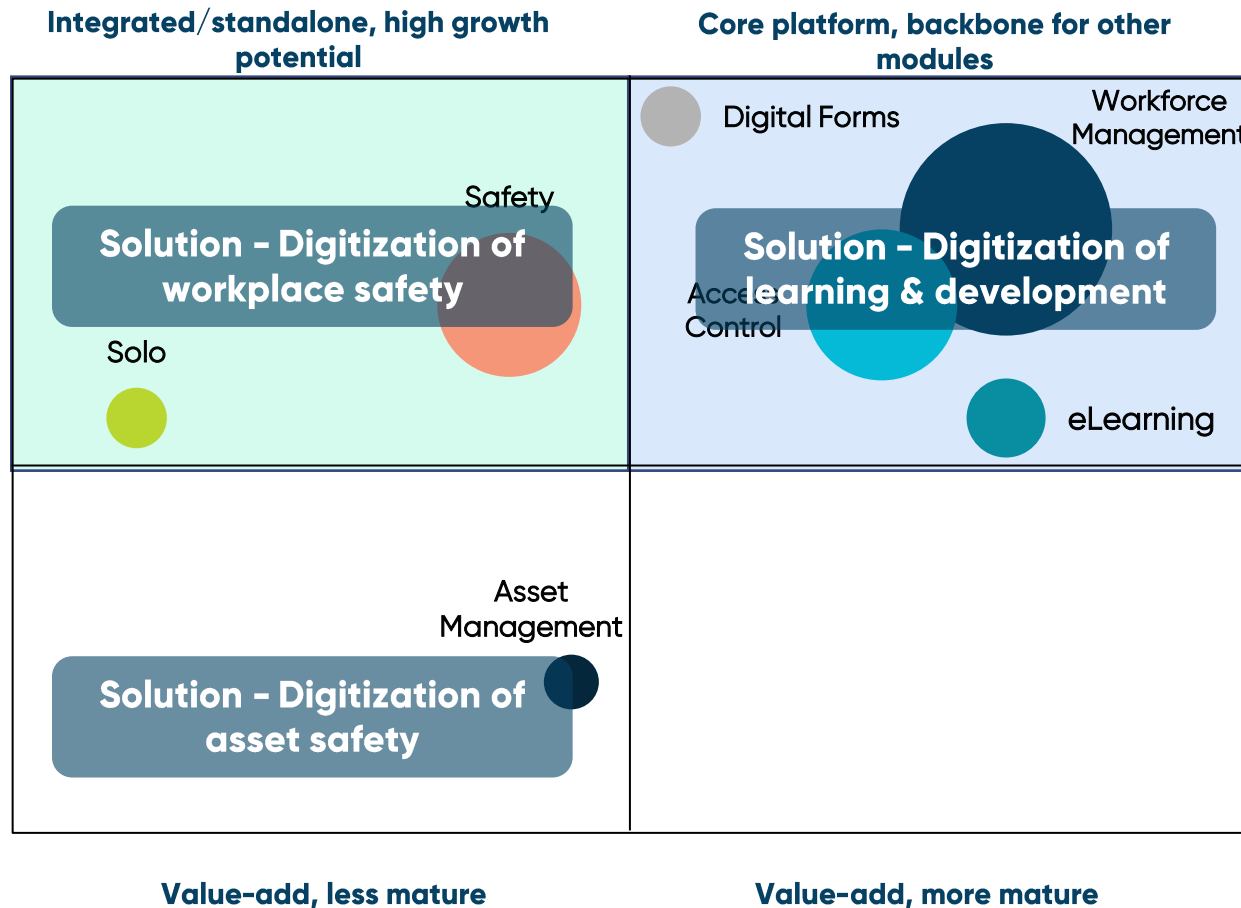 Integrated/standalone, high growth
potential
Core platform, backbone for other
modules
Digital Forms
Workforce
Management
Safety
Solution - Digitization of
workplace safety
Solution - Digitization of
learning & development
Access
Control
Solo
eLearning
Asset
Management
Solution - Digitization of
asset safety
Value-add, less mature
Value-add, more mature